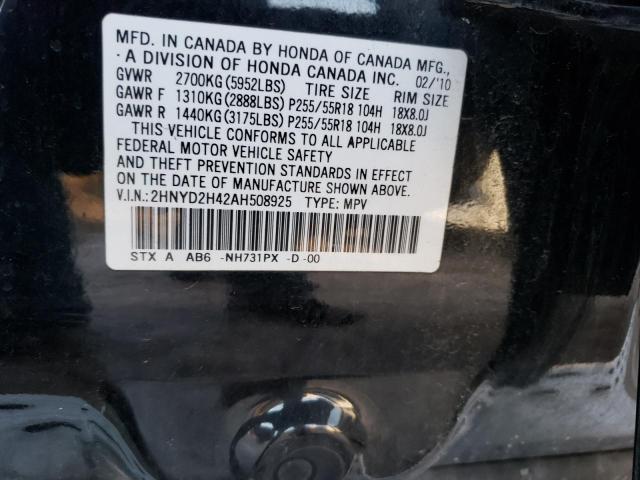 MFD. IN CANADA BY HONDA OF CANADA MFG.,
· A DIVISION OF HONDA CANADA INC. 02/'10
GVWR 2700KG(5952LBS) TIRE SIZE RIM SIZE
GAWR F 1310KG(2888LBS)P255/55R18 104H 18X8.0J
GAWR R 1440KG(3175LBS)P255/55R18 104H 18X8.0J
THIS VEHICLE CONFORMS TO ALL APPLICABLE
FEDERAL MOTOR VEHICLE SAFETY
AND THEFT PREVENTION STANDARDS IN EFFECT
ON THE DATE OF MANUFACTURE SHOWN ABOVE.
V.I.N.:2HNYD2H42AH508925 TYPE: MPV
STX A AB6 -NH731PX -D-00